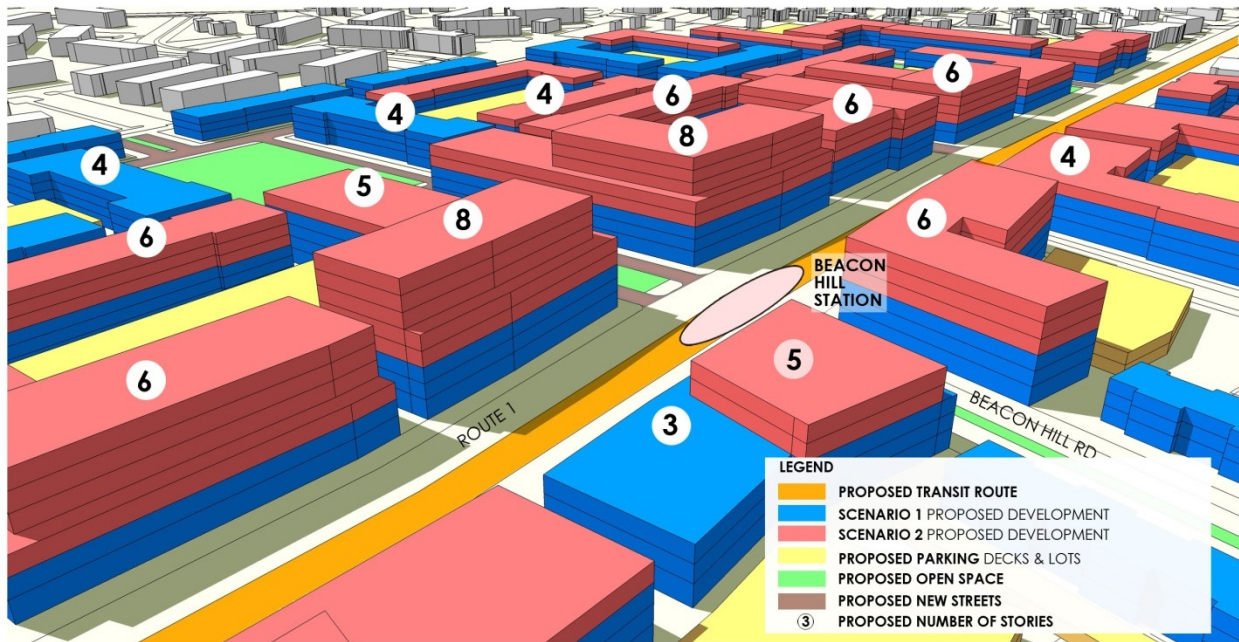 6
4
6
6
4
8
4
4
5
6
8
6
BEACON
HILL
STATION
6
5
3
ROUTE 1
BEACON HILL RD
LEGEND
PROPOSED TRANSIT ROUTE
SCENARIO 1 PROPOSED DEVELOPMENT
SCENARIO 2 PROPOSED DEVELOPMENT
PROPOSED PARKING DECKS & LOTS
PROPOSED OPEN SPACE
PROPOSED NEW STREETS
3 PROPOSED NUMBER OF STORIES